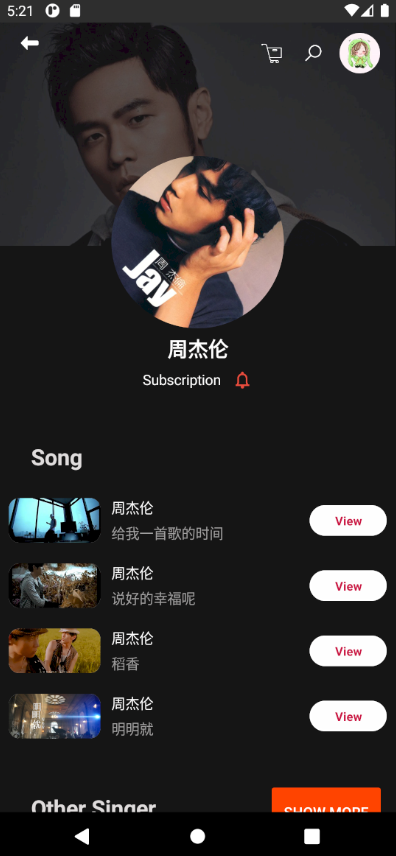 5:21
周杰伦
Jay
周杰伦
Subscription
Song
周杰伦
给我一首歌的时间
View
周杰伦
说好的幸福呢
View
周杰伦
稻香
View
周杰伦
明明就
View
Other Singer
SHOW MORE